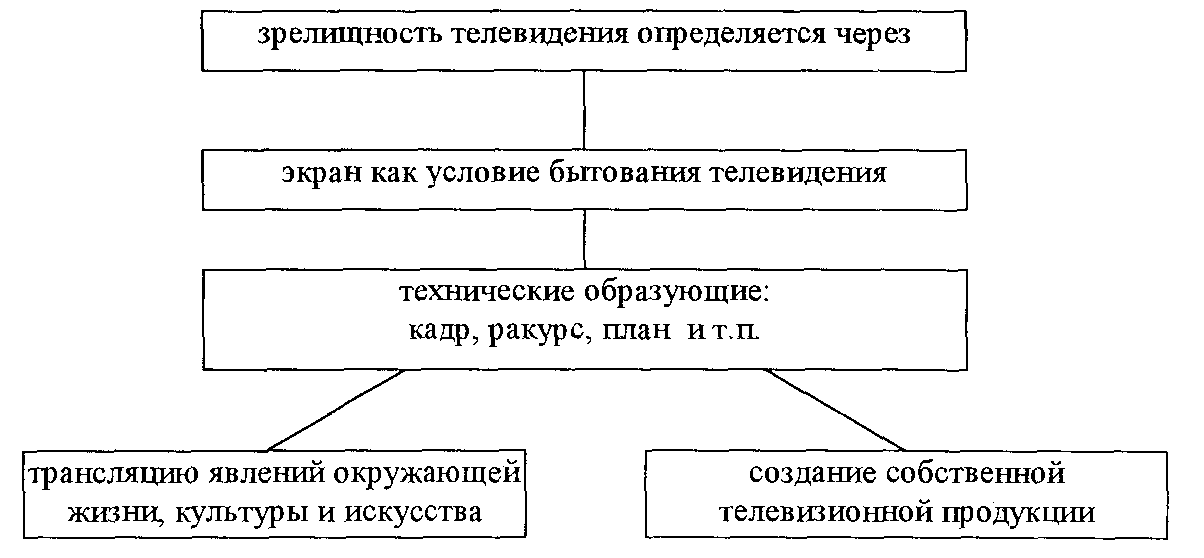 зрелищность телевидения определяется через
экран как условие бытования телевидения
технические образующие:
кадр, ракурс, план и т.п.
трансляцию явлений окружающей
жизни, культуры и искусства
создание собственной
телевизионной продукции